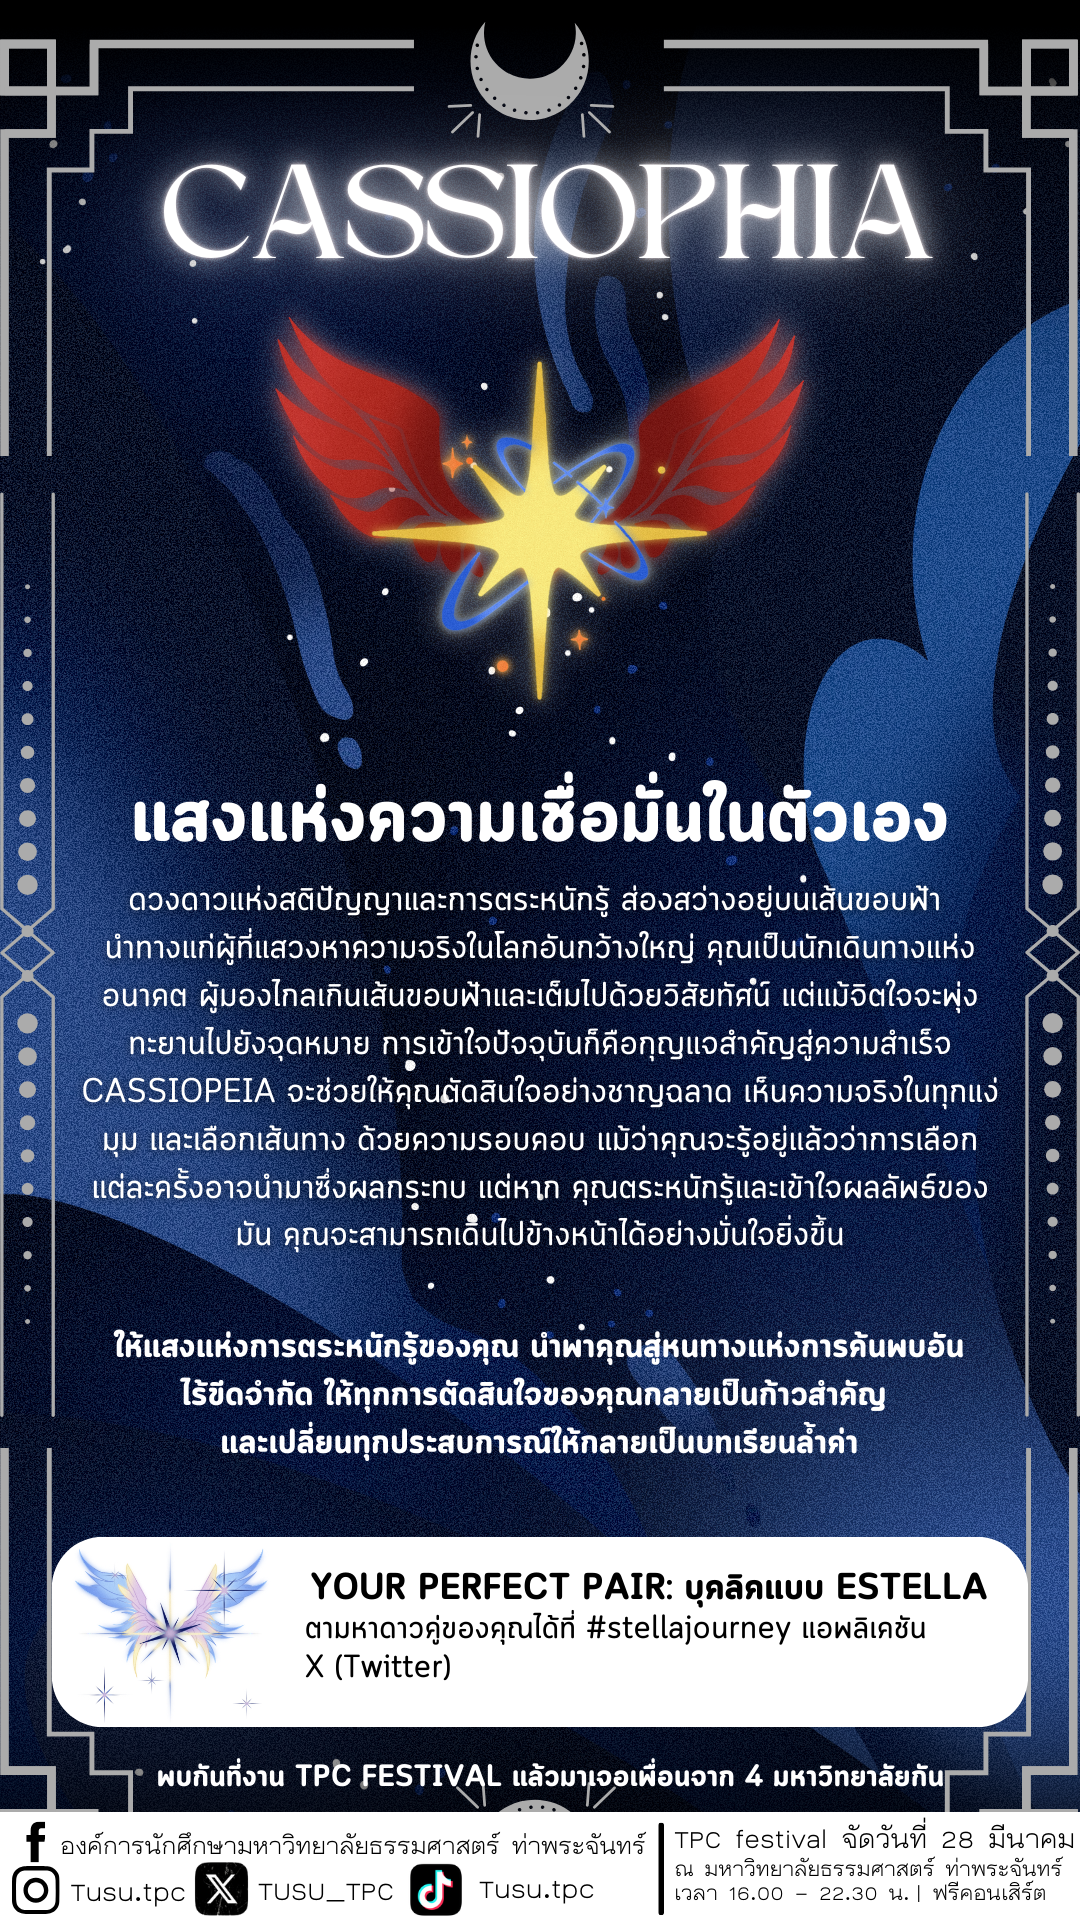 CASSIOPHIA
แสงแห่งความเชื่อมั่นในตัวเอง
ดวงดาวแห่งสติปัญญาและการตระหนักรู้ ส่องสว่างอยู่บนเส้นขอบฟ้า
นำทางแก่ผู้ที่แสวงหาความจริงในโลกอันกว้างใหญ่ คุณเป็นนักเดินทางแห่ง
อนาคต ผู้มองไกลเกินเส้นขอบฟ้าและเต็มไปด้วยวิสัยทัศน์ แต่แม้จิตใจจะพุ่ง
ทะยานไปยังจุดหมาย การเข้าใจปัจจุบันก็คือกุญแจสำคัญสู่ความสำเร็จ
CASSIOPEIA จะช่วยให้คุณตัดสินใจอย่างชาญฉลาด เห็นความจริงในทุกแง่
มุม และเลือกเส้นทาง ด้วยความรอบคอบ แม้ว่าคุณจะรู้อยู่แล้วว่าการเลือก
แต่ละครั้งอาจนำมาซึ่งผลกระทบ แต่หาก คุณตระหนักรู้และเข้าใจผลลัพธ์ของ
มัน คุณจะสามารถเดินไปข้างหน้าได้อย่างมั่นใจยิ่งขึ้น
ให้แสงแห่งการตระหนักรู้ของคุณ นำพาคุณสู่หนทางแห่งการค้นพบอัน
ไร้ขีดจำกัด ให้ทุกการตัดสินใจของคุณกลายเป็นก้าวสำคัญ
และเปลี่ยนทุกประสบการณ์ให้กลายเป็นบทเรียนล้ำค่า
YOUR PERFECT PAIR: บุคลิคแบบ ESTELLA
ตามหาดาวคู่ของคุณได้ที่ #stellajourney แอพลิเคชัน
X (Twitter)
พบกันที่งาน TPC FESTIVAL แล้วมาเจอเพื่อนจาก 4 มหาวิทยาลัยกัน
องค์การนักศึกษามหาวิทยาลัยธรรมศาสตร์ ท่าพระจันทร์
Tusu.tpc TUSU_TPC Tusu.tpc
TPC festival จัดวันที่ 28 มีนาคม
ณ มหาวิทยาลัยธรรมศาสตร์ ท่าพระจันทร์
เวลา 16.00 - 22.30 น. | ฟรีคอนเสิร์ต